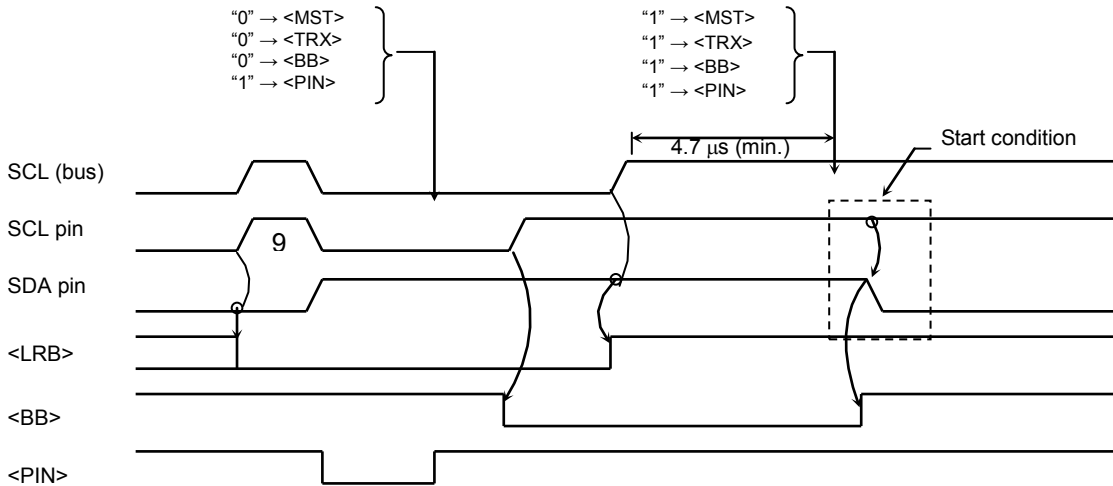 “0” → <MST>
“0” → <TRX>
“0” → <BB>
“1” → <PIN>
“1” → <MST>
“1” → <TRX>
“1” → <BB>
“1” → <PIN>
4.7 μs (min.)
Start condition
SCL (bus)
SCL pin
9
SDA pin
<LRB>
<BB>
<PIN>